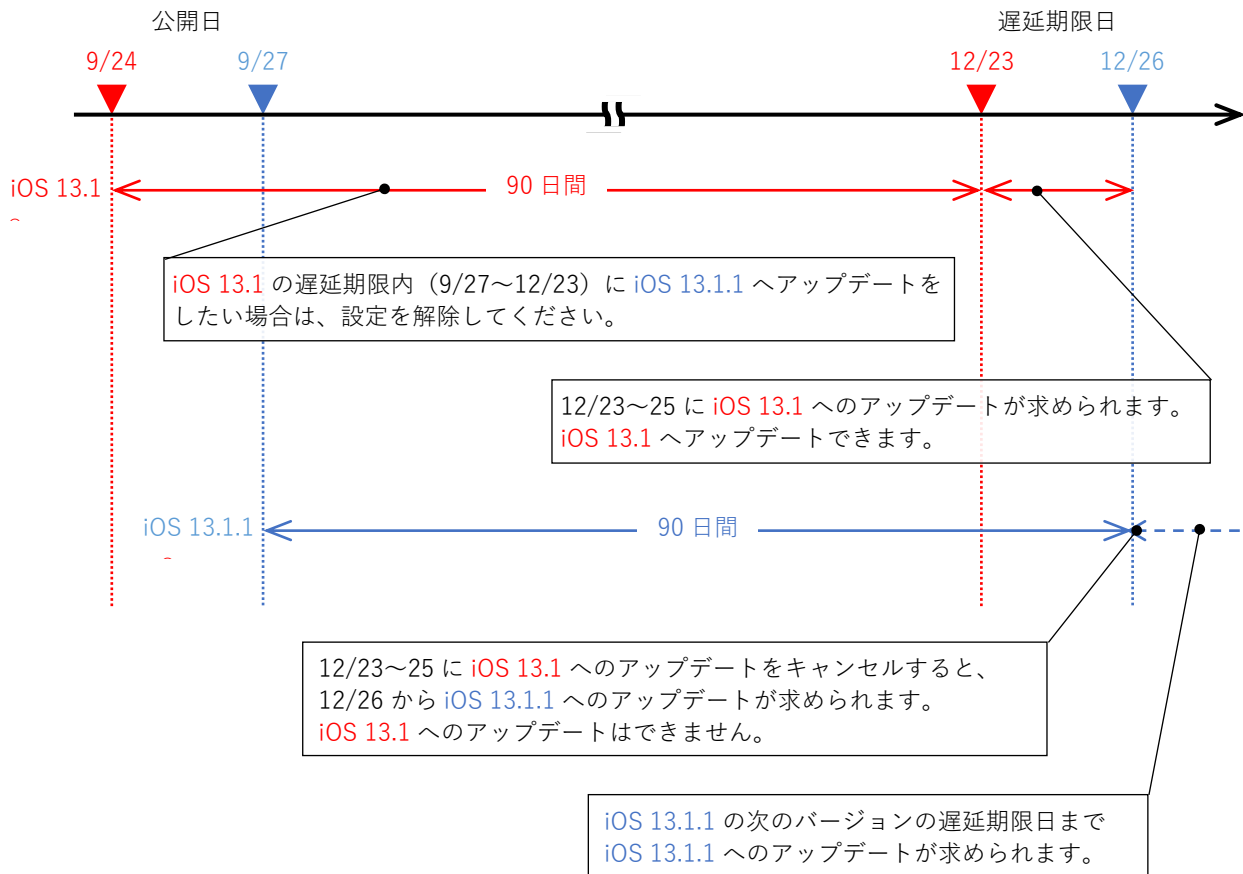 公開日
遅延期限日
9/24
9/27
12/23
12/26
iOS 13.1
90 日間
iOS 13.1 の遅延期限内（9/27～12/23）に iOS 13.1.1 へアップデートを
したい場合は、設定を解除してください。
12/23～25 に iOS 13.1 へのアップデートが求められます。
iOS 13.1 へアップデートできます。
iOS 13.1.1
90 日間
12/23～25 に iOS 13.1 へのアップデートをキャンセルすると、
12/26 から iOS 13.1.1 へのアップデートが求められます。
iOS 13.1 へのアップデートはできません。
iOS 13.1.1 の次のバージョンの遅延期限日まで
iOS 13.1.1 へのアップデートが求められます。